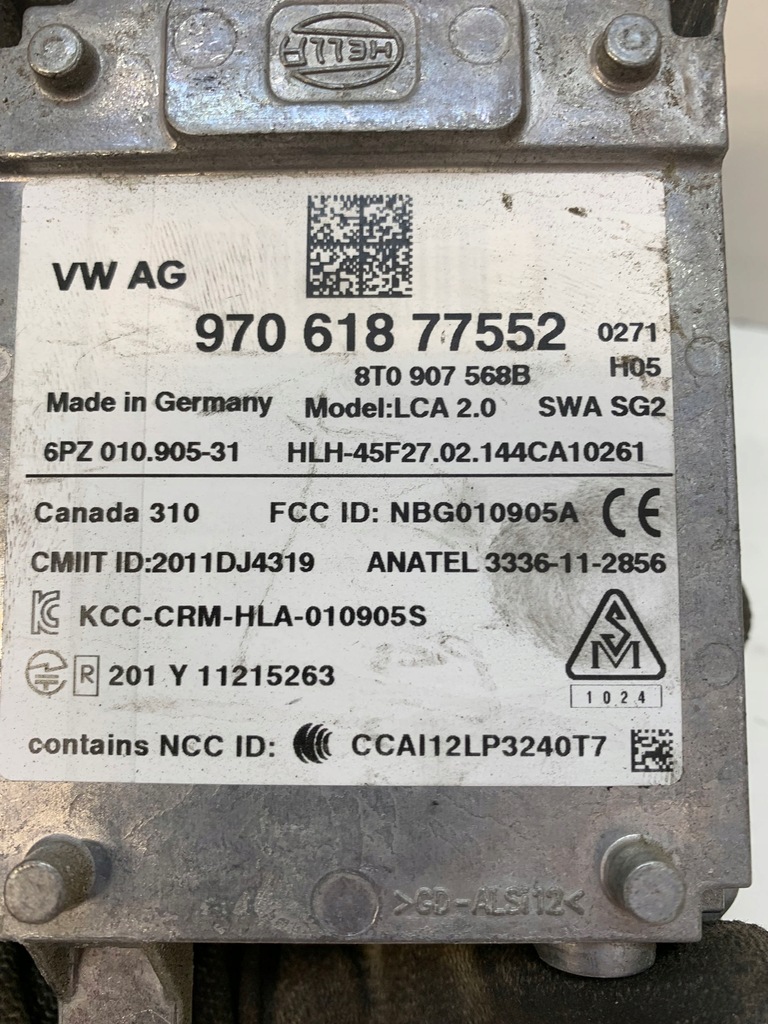 HELLA
VW AG
970 618 77552 0271
8T0 907 568B H05
Made in Germany Model:LCA 2.0 SWA SG2
6PZ 010.905-31 HLH-45F27.02.144CA10261
Canada 310 FCC ID: NBG010905A CE
CMIIT ID:2011DJ4319 ANATEL 3336-11-2856
KCC-CRM-HLA-010905S
R 201 Y 11215263
SM
1024
contains NCC ID: CCAI12LP3240T7
>GD-ALSi12<